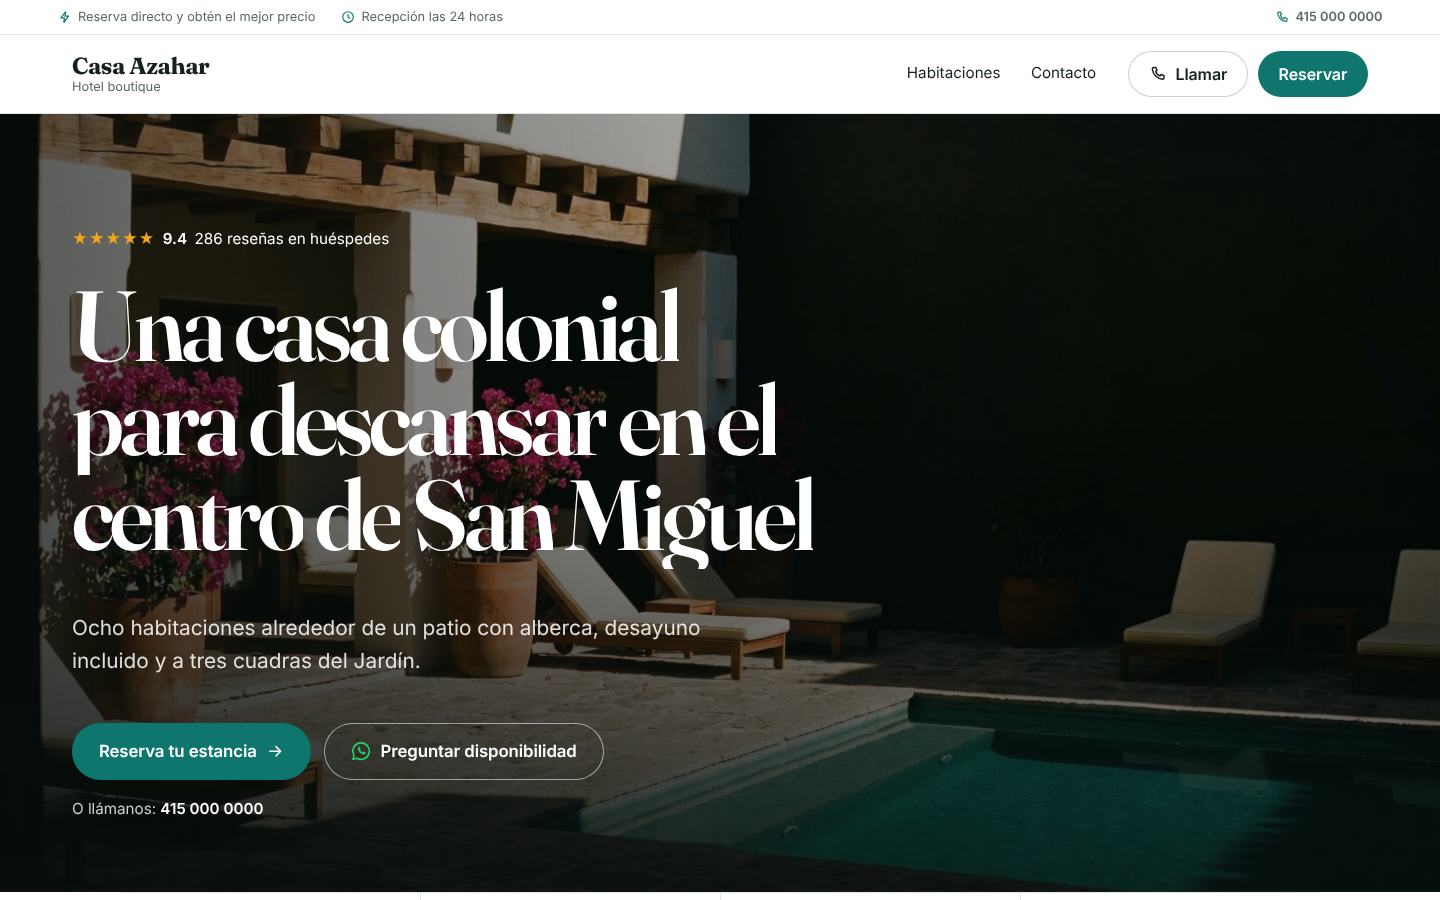 Reserva directo y obtén el mejor precio
Recepción las 24 horas
415 000 0000
Casa Azahar
Hotel boutique
Habitaciones
Contacto
Llamar
Reservar
★★★★★ 9.4 286 reseñas en huéspedes
Una casa colonial
para descansar en el
centro de San Miguel
Ocho habitaciones alrededor de un patio con alberca, desayuno
incluido y a tres cuadras del Jardín.
Reserva tu estancia →
Preguntar disponibilidad
O llámanos: 415 000 0000